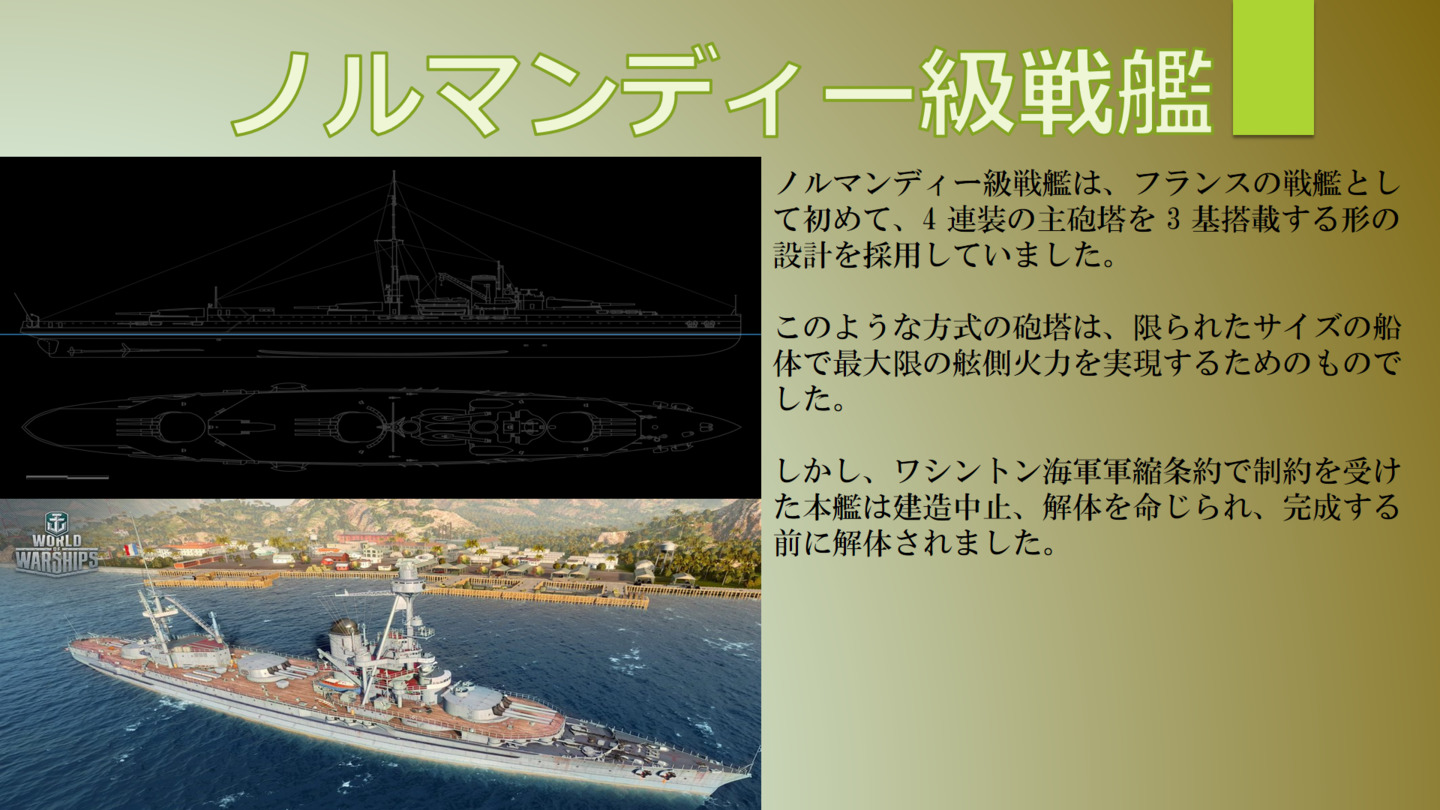 ノルマンディー級戦艦
ノルマンディー級戦艦は、フランスの戦艦とし
て初めて、4 連装の主砲塔を 3 基搭載する形の
設計を採用していました。
このような方式の砲塔は、限られたサイズの船
体で最大限の舷側火力を実現するためのもので
した。
しかし、ワシントン海軍軍縮条約で制約を受け
た本艦は建造中止、解体を命じられ、完成する
前に解体されました。
WORLD
OF
WARSHIPS